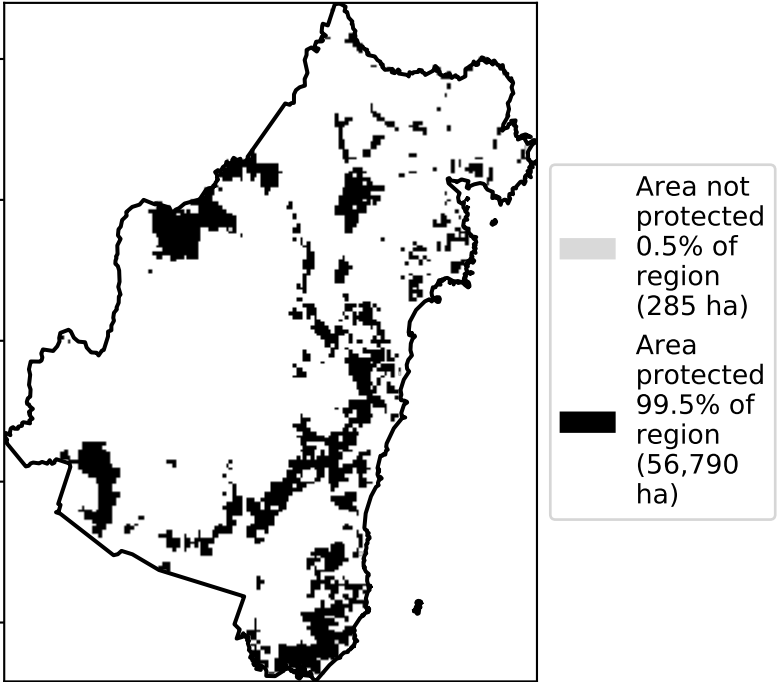 Area not
protected
0.5% of
region
(285 ha)
Area
protected
99.5% of
region
(56,790
ha)